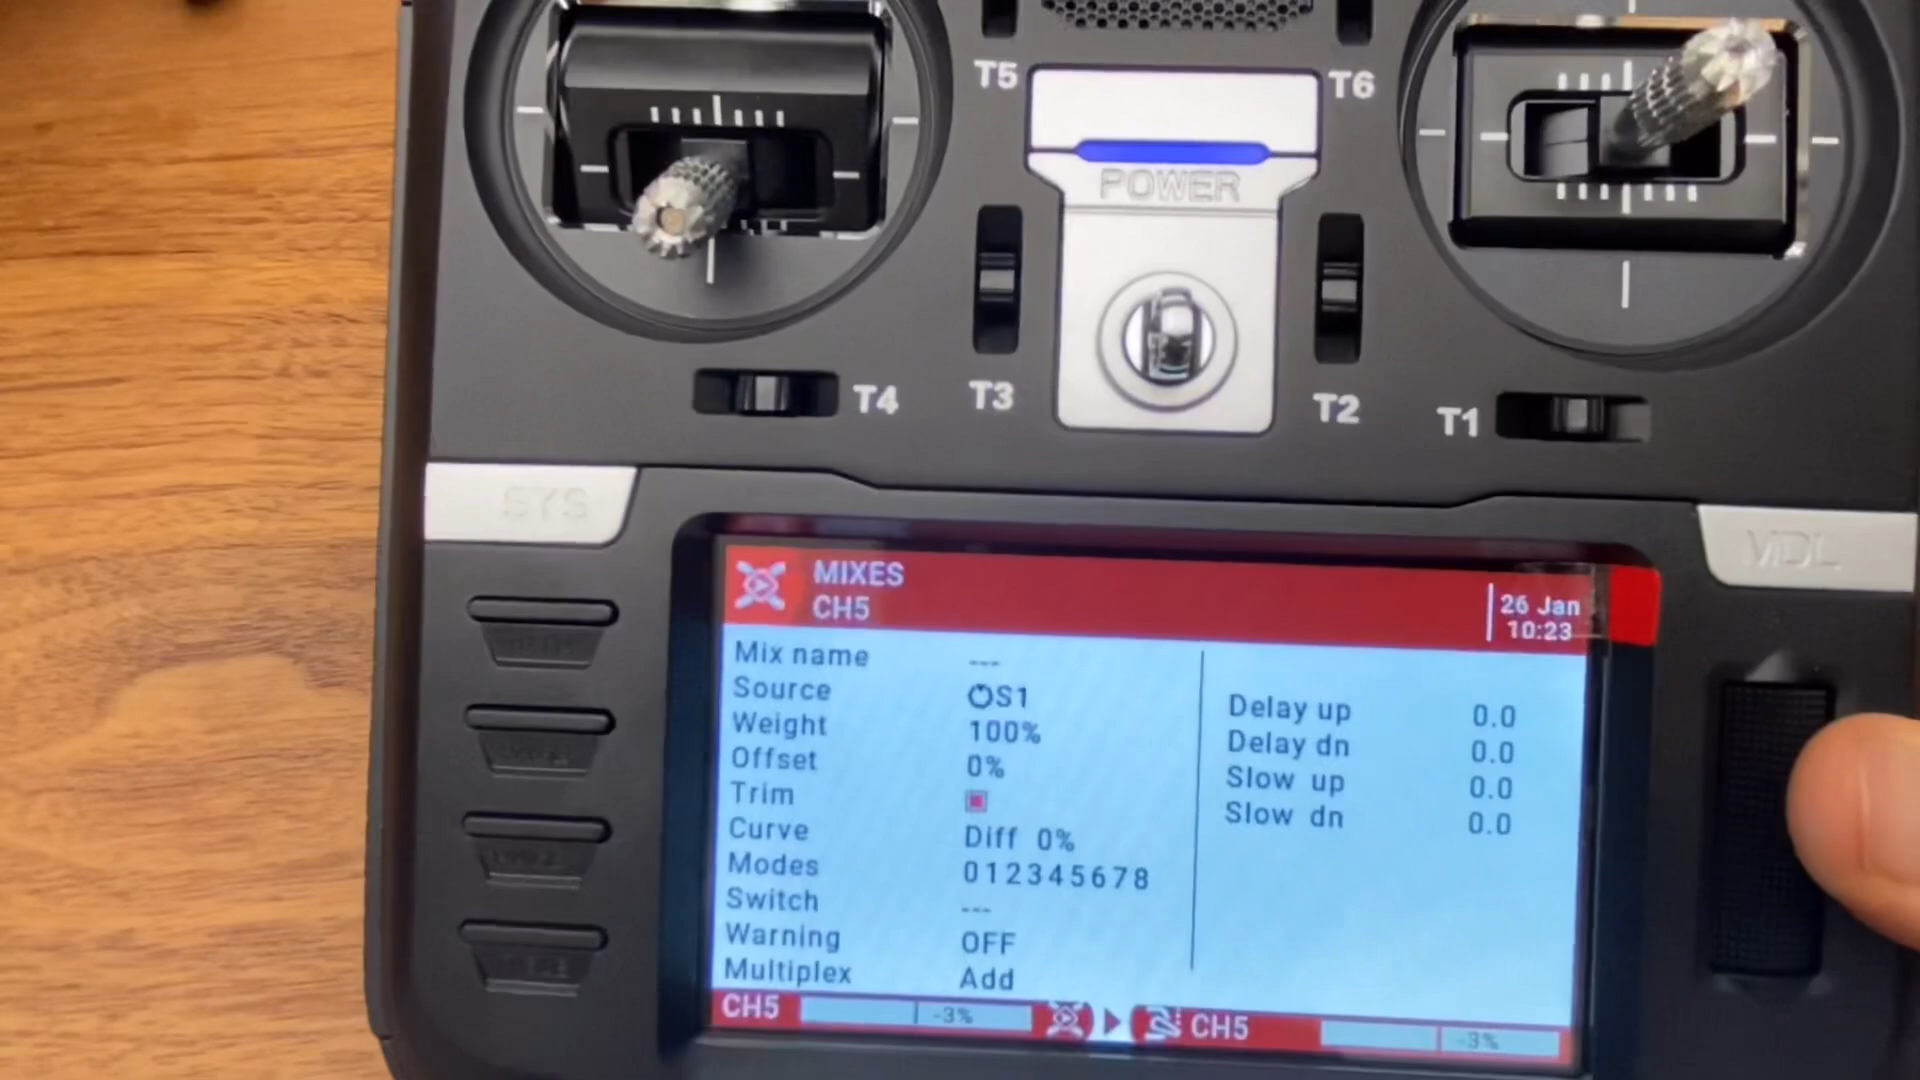 T5
T6
POWER
T4
T3
T2
T1
SYS
MDL
MIXES
CH5
26 Jan
10:23
Mix name ---
Source S1
Weight 100%
Offset 0%
Trim
Curve Diff 0%
Modes 012345678
Switch ---
Warning OFF
Multiplex Add
Delay up 0.0
Delay dn 0.0
Slow up 0.0
Slow dn 0.0
CH5 -3% CH5 -3%